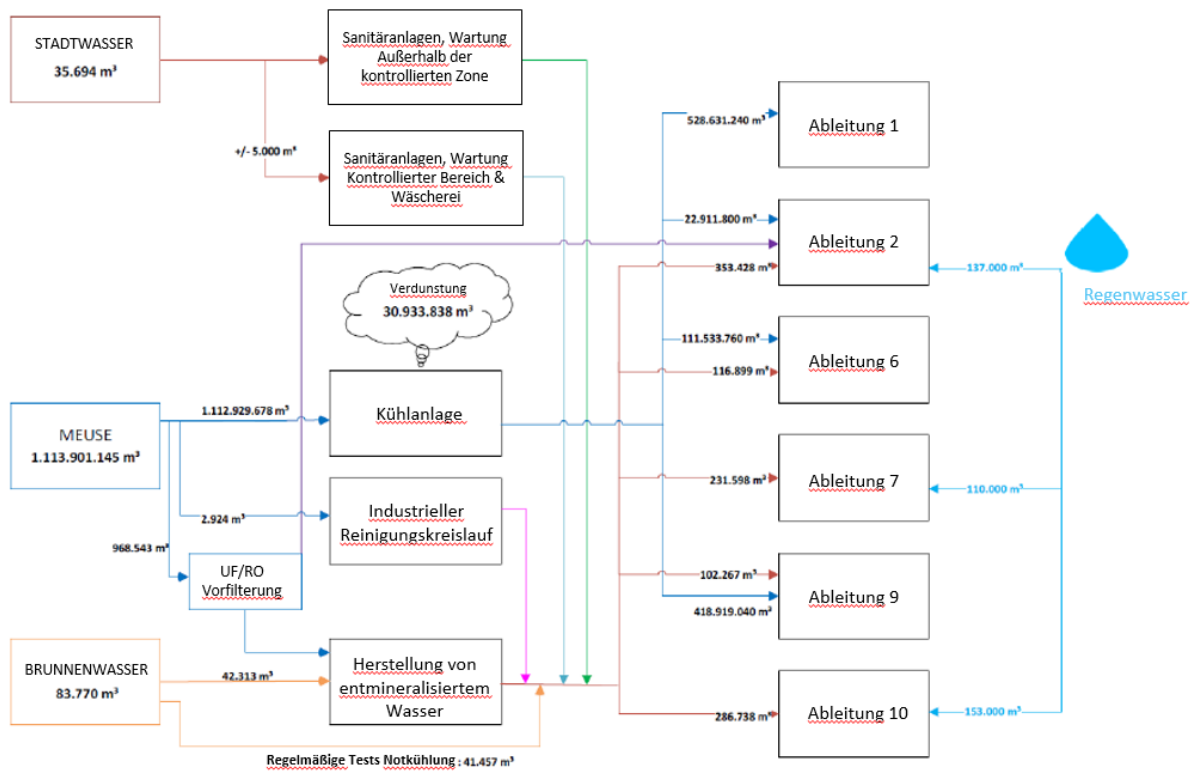 STADTWASSER
35.694 m³
Sanitäranlagen, Wartung
Außerhalb der
kontrollierten Zone
+/- 5.000 m³
Sanitäranlagen, Wartung
Kontrollierter Bereich &
Wäscherei
528.631.240 m³
Ableitung 1
22.911.800 m³
Ableitung 2
353.428 m³
137.000 m³
Regenwasser
Verdunstung
30.933.838 m³
111.533.760 m³
Ableitung 6
116.899 m³
MEUSE
1.113.901.145 m³
1.112.929.678 m³
Kühlanlage
2.924 m³
Industrieller
Reinigungskreislauf
231.598 m³
Ableitung 7
110.000 m³
968.543 m³
UF/RO
Vorfilterung
102.267 m³
Ableitung 9
418.919.040 m³
BRUNNENWASSER
83.770 m³
42.313 m³
Herstellung von
entmineralisiertem
Wasser
286.738 m³
Ableitung 10
153.000 m³
Regelmäßige Tests Notkühlung : 41.457 m³